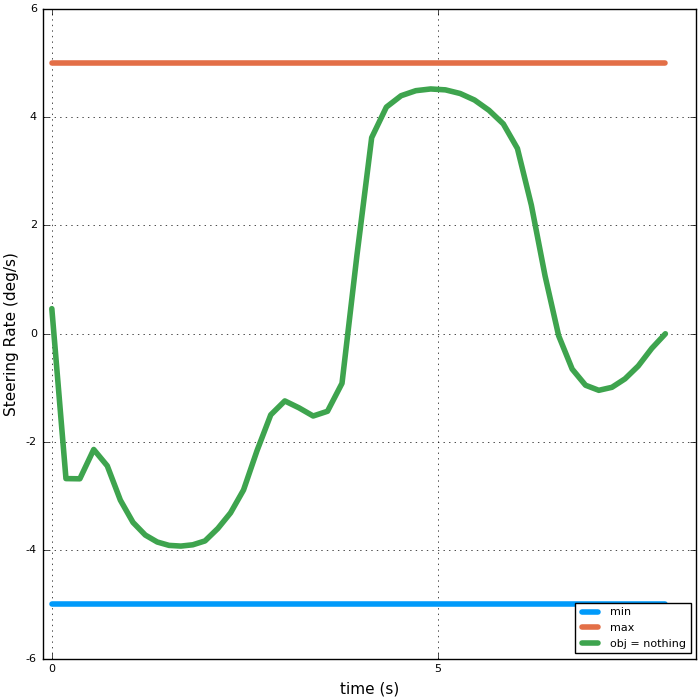 6
4
2
0
-2
-4
-6
Steering Rate (deg/s)
0
5
time (s)
min
max
obj = nothing